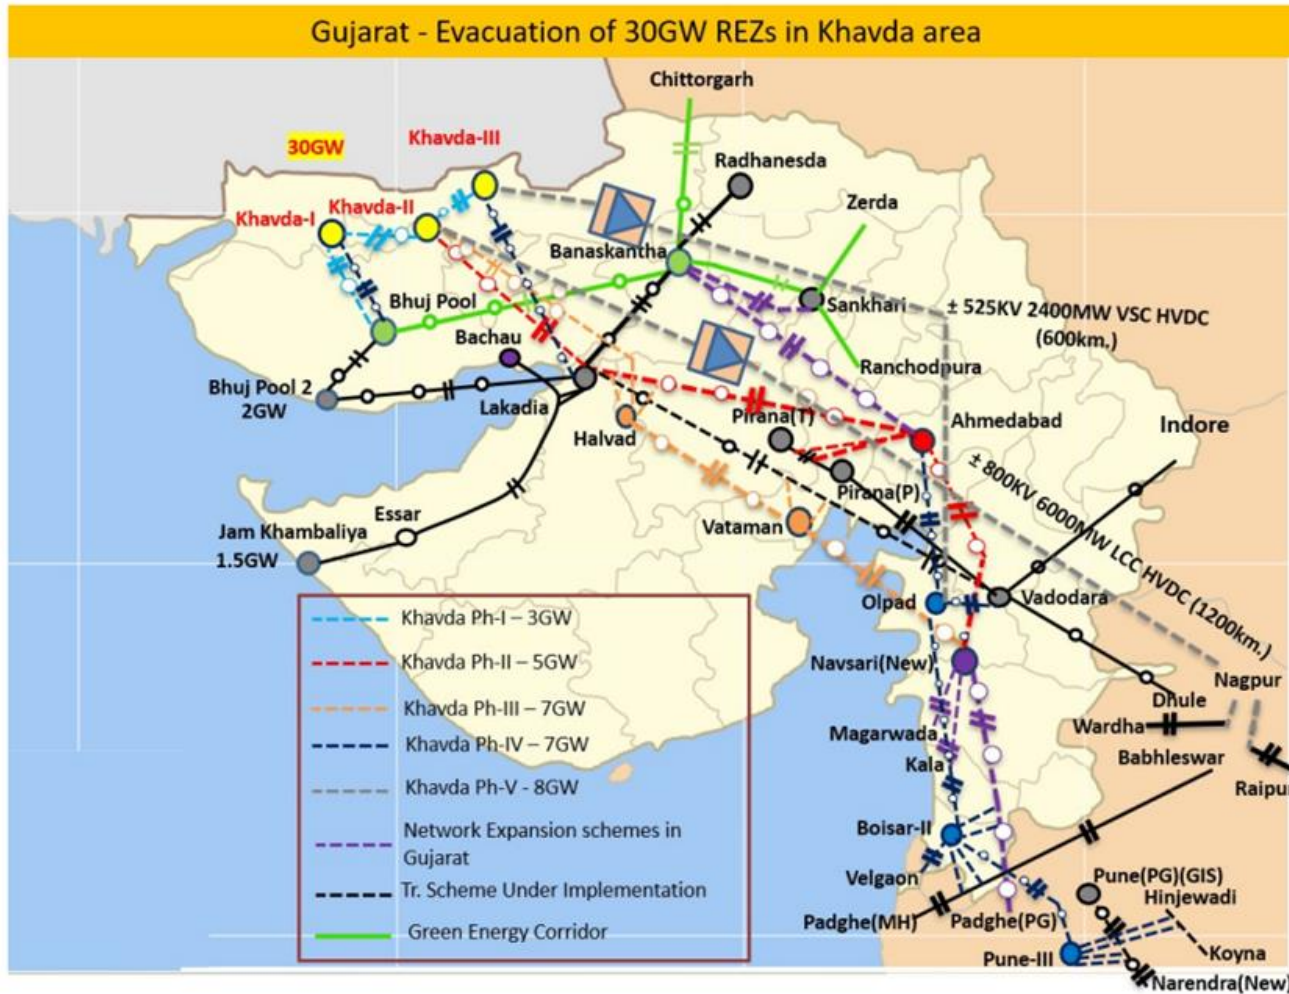 Gujarat - Evacuation of 30GW REZs in Khavda area
Chittorgarh
30GW
Khavda-III
Radhanesda
Khavda-I
Khavda-II
Zerda
Banaskantha
Bhuj Pool
Sankhari
± 525KV 2400MW VSC HVDC
(600km.)
Bachau
Ranchodpura
Bhuj Pool 2
2GW
Lakadia
Halvad
Pirana(T)
Ahmedabad
Indore
± 800KV 6000MW LCC HVDC (1200km.)
Pirana(P)
Essar
Jam Khambaliya
1.5GW
Vataman
Olpad
Vadodara
Navsari(New)
Nagpur
Dhule
Wardha
Magarwada
Kala
Babhleswar
Raipu
Boisar-II
Velgaon
Padghe(MH)
Padghe(PG)
Pune(PG)(GIS)
Hinjewadi
Pune-III
Koyna
Narendra(New)
Khavda Ph-I – 3GW
Khavda Ph-II – 5GW
Khavda Ph-III – 7GW
Khavda Ph-IV – 7GW
Khavda Ph-V - 8GW
Network Expansion schemes in
Gujarat
Tr. Scheme Under Implementation
Green Energy Corridor